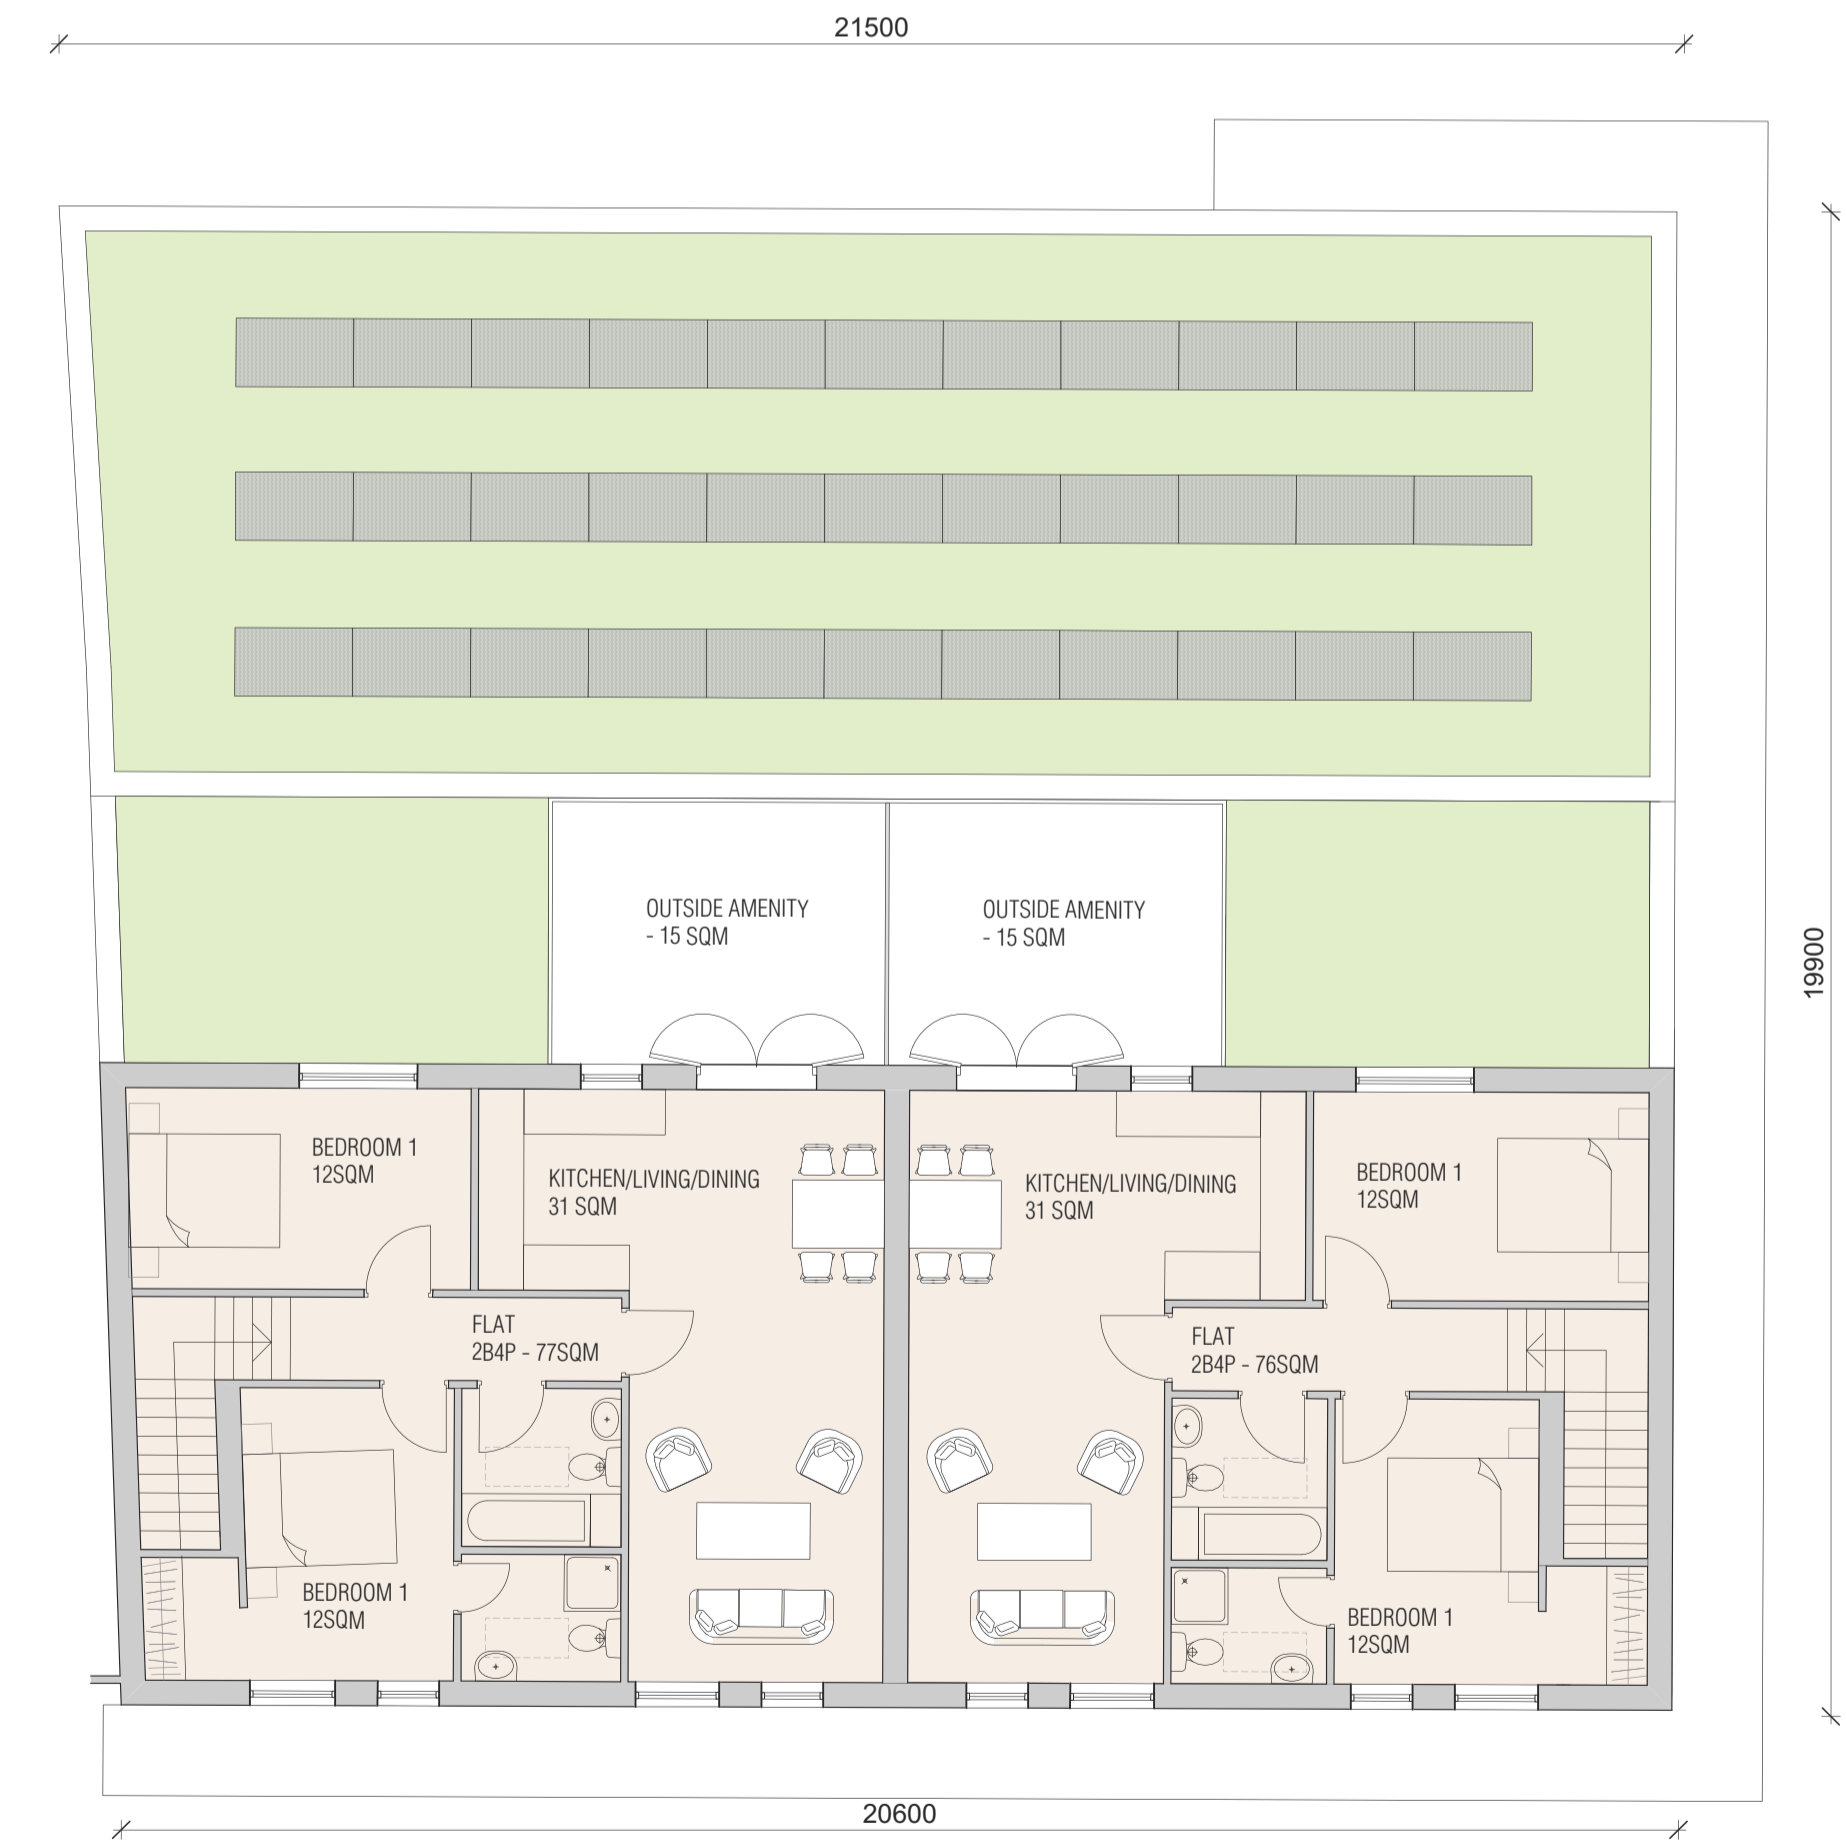 21500
OUTSIDE AMENITY
- 15 SQM
OUTSIDE AMENITY
- 15 SQM
19900
BEDROOM 1
12SQM
KITCHEN/LIVING/DINING
31 SQM
KITCHEN/LIVING/DINING
31 SQM
BEDROOM 1
12SQM
FLAT
2B4P - 77SQM
FLAT
2B4P - 76SQM
BEDROOM 1
12SQM
BEDROOM 1
12SQM
20600